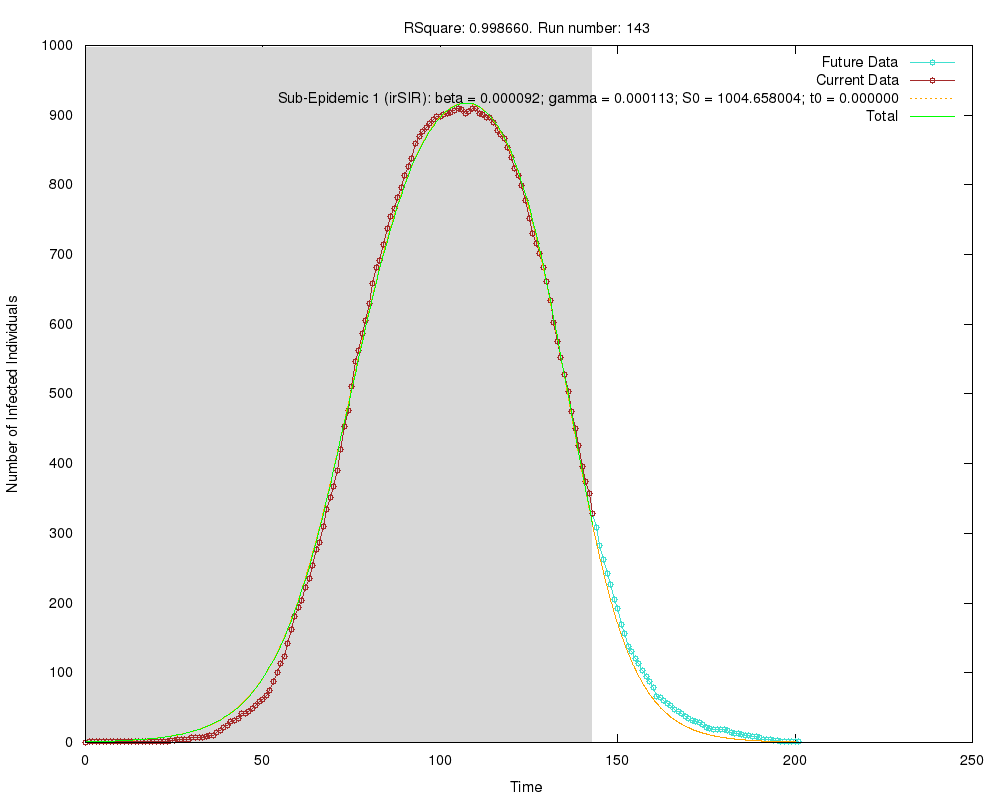 RSquare: 0.998660. Run number: 143
1000
900
800
700
600
500
400
300
200
100
0
Number of Infected Individuals
Future Data
Current Data
Sub-Epidemic 1 (irSIR): beta = 0.000092; gamma = 0.000113; S0 = 1004.658004; t0 = 0.000000
Total
0 50 100 150 200 250
Time